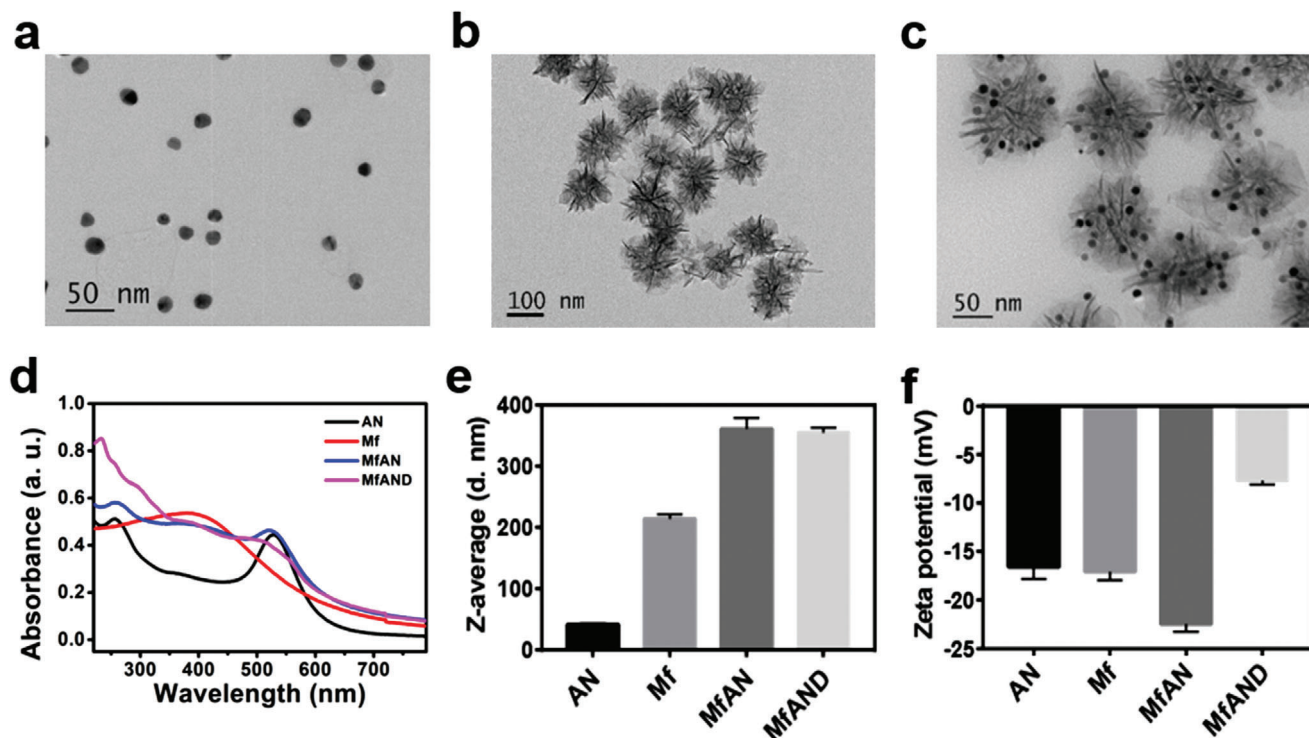 a
b
c
50 nm
100 nm
50 nm
d
Absorbance (a. u.)
1.0
0.8
0.6
0.4
0.2
0.0
300 400 500 600 700
Wavelength (nm)
AN
Mf
MfAN
MfAND
e
Z-average (d. nm)
400
300
200
100
0
AN
Mf
MfAN
MfAND
f
Zeta potential (mV)
0
-5
-10
-15
-20
-25
AN
Mf
MfAN
MfAND